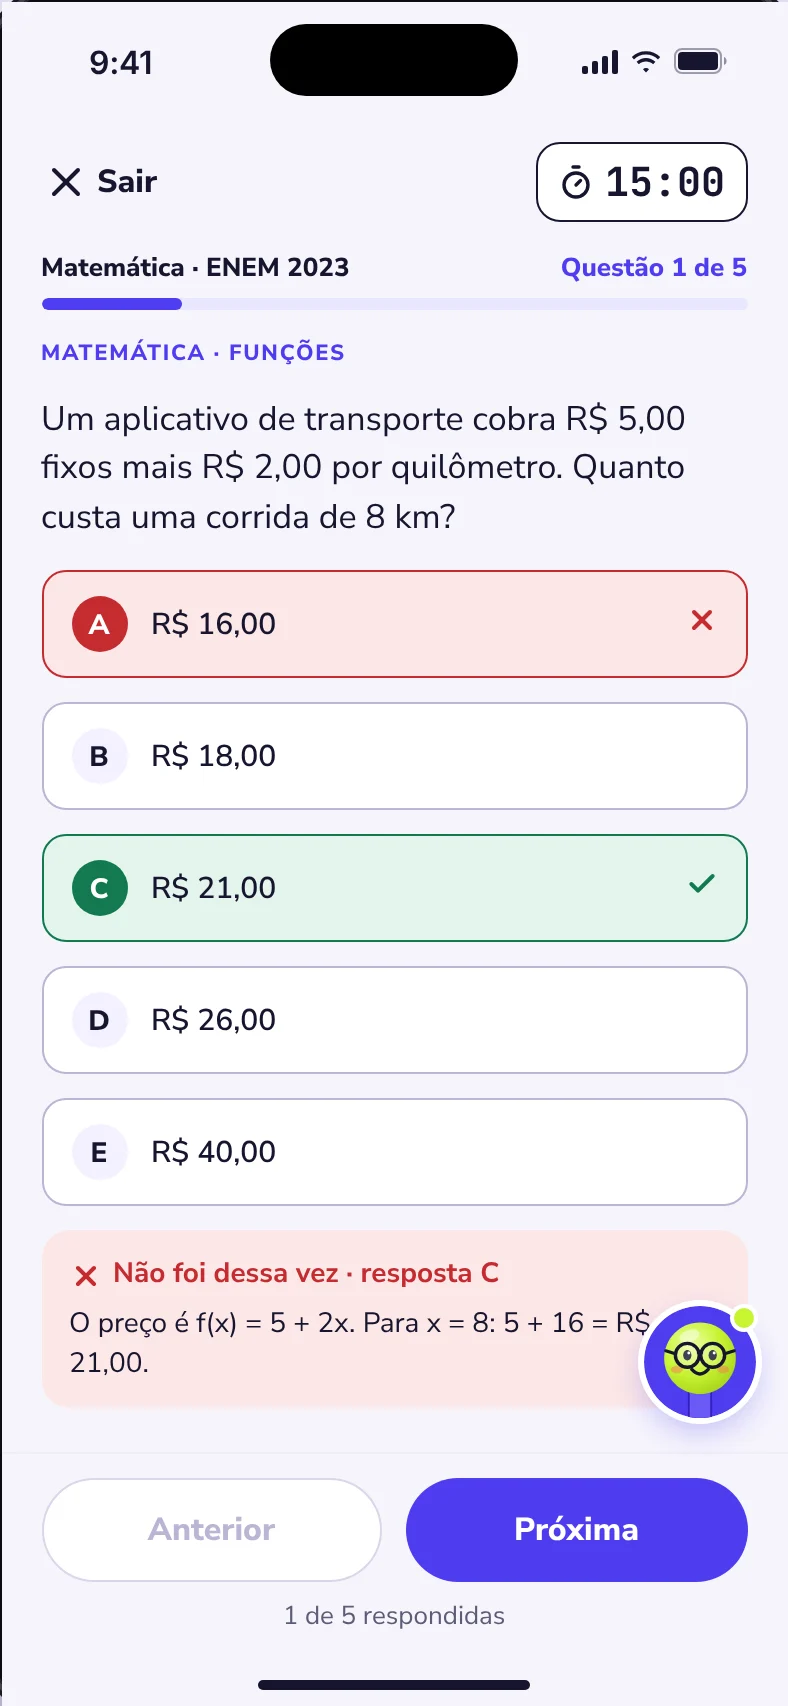 9:41
Sair
15:00
Matemática · ENEM 2023
Questão 1 de 5
MATEMÁTICA · FUNÇÕES
Um aplicativo de transporte cobra R$ 5,00
fixos mais R$ 2,00 por quilômetro. Quanto
custa uma corrida de 8 km?
A R$ 16,00
B R$ 18,00
C R$ 21,00
D R$ 26,00
E R$ 40,00
Não foi dessa vez · resposta C
O preço é f(x) = 5 + 2x. Para x = 8: 5 + 16 = R$
21,00.
Anterior
Próxima
1 de 5 respondidas